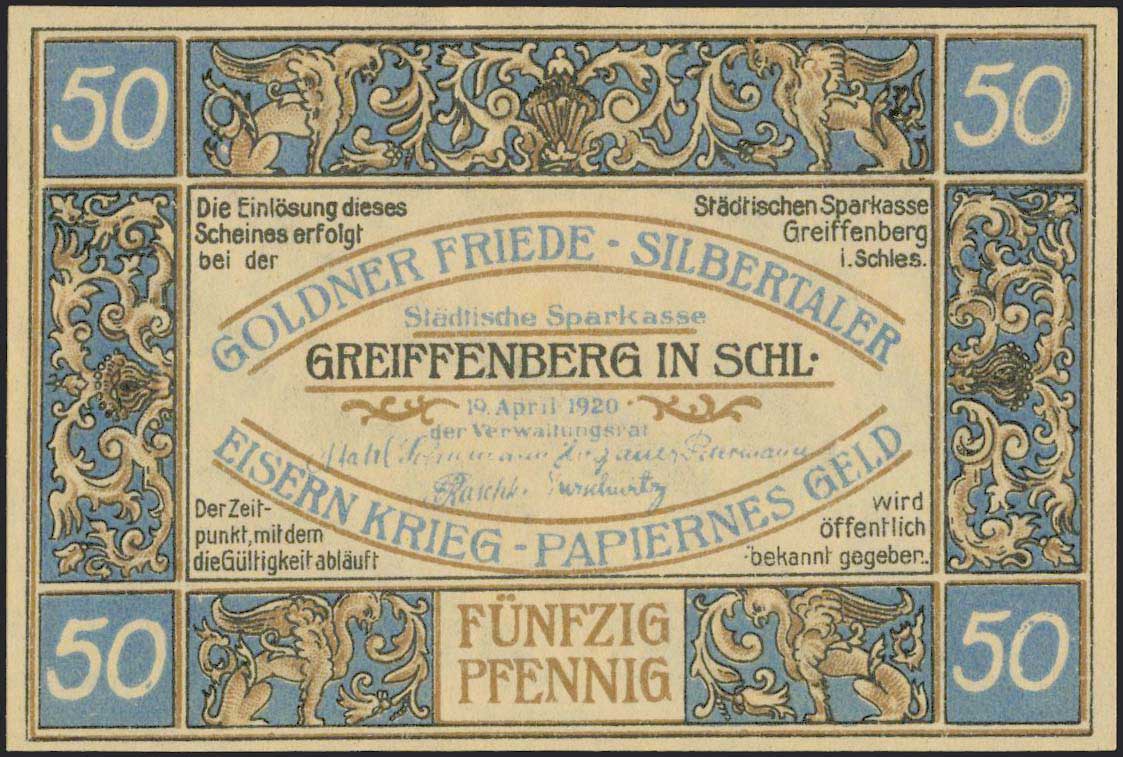 50
50
Die Einlösung dieses
Scheines erfolgt
bei der
Städtischen Sparkasse
Greiffenberg
i. Schles.
GOLDNER FRIEDE - SILBERTALER
Städtische Sparkasse
GREIFFENBERG IN SCHL.
19. April 1920
der Verwaltungsrat
EISERN KRIEG - PAPIERNES GELD
Der Zeit-
punkt, mit dem
die Gültigkeit abläuft
wird
öffentlich
bekannt gegeben.
50
FÜNFZIG
PFENNIG
50